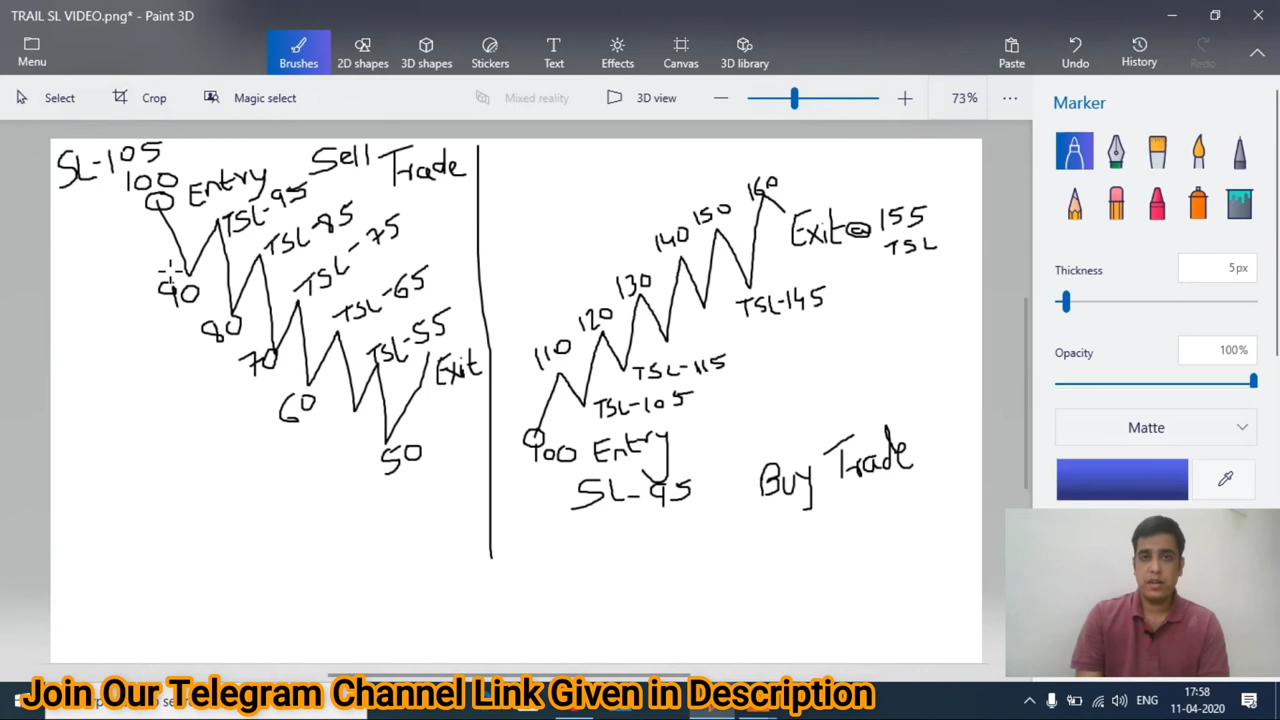 TRAIL SL VIDEO.png* - Paint 3D
Menu
Brushes
2D shapes
3D shapes
Stickers
Text
Effects
Canvas
3D library
Paste
Undo
History
Redo
Select
Crop
Magic select
Mixed reality
3D view
73%
Marker
Thickness
5px
Opacity
100%
Matte
SL-105
100 Entry
Sell Trade
TSL-95
TSL-85
TSL-75
TSL-65
TSL-55
Exit
90
80
70
60
50
160
150
140
130
120
110
Exit@155
TSL
TSL-145
TSL-115
TSL-105
100 Entry
SL-95
Buy Trade
Join Our Telegram Channel Link Given in Description
ENG
17:58
11-04-2020